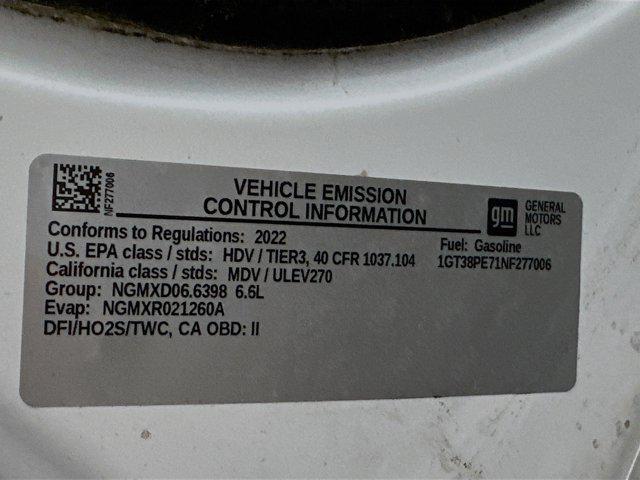 NF277006
VEHICLE EMISSION
CONTROL INFORMATION
gm
GENERAL
MOTORS
LLC
Conforms to Regulations: 2022
U.S. EPA class / stds: HDV / TIER3, 40 CFR 1037.104
California class / stds: MDV / ULEV270
Group: NGMXD06.6398 6.6L
Evap: NGMXR021260A
DFI/HO2S/TWC, CA OBD: II
Fuel: Gasoline
1GT38PE71NF277006